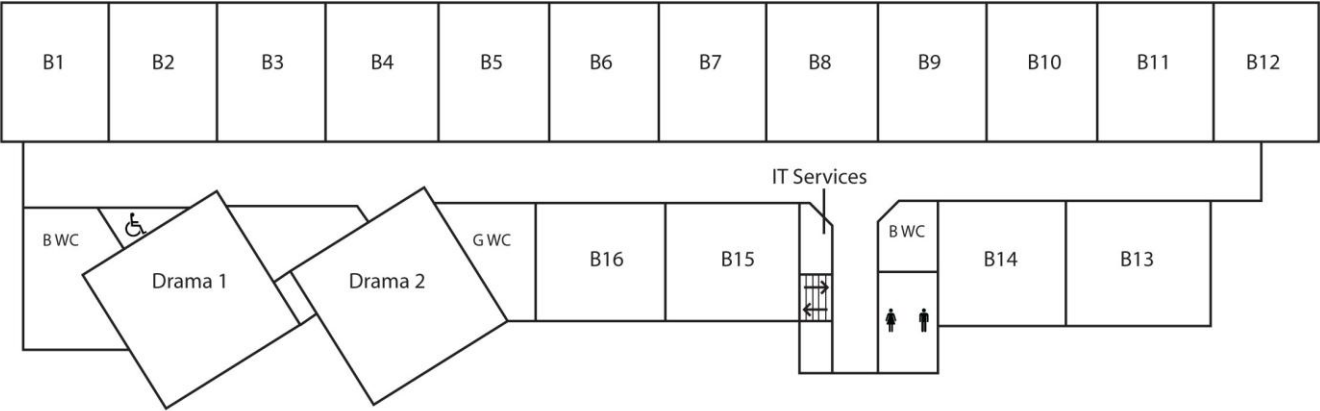 B1
B2
B3
B4
B5
B6
B7
B8
B9
B10
B11
B12
IT Services
B WC
Drama 1
Drama 2
G WC
B16
B15
B WC
B14
B13